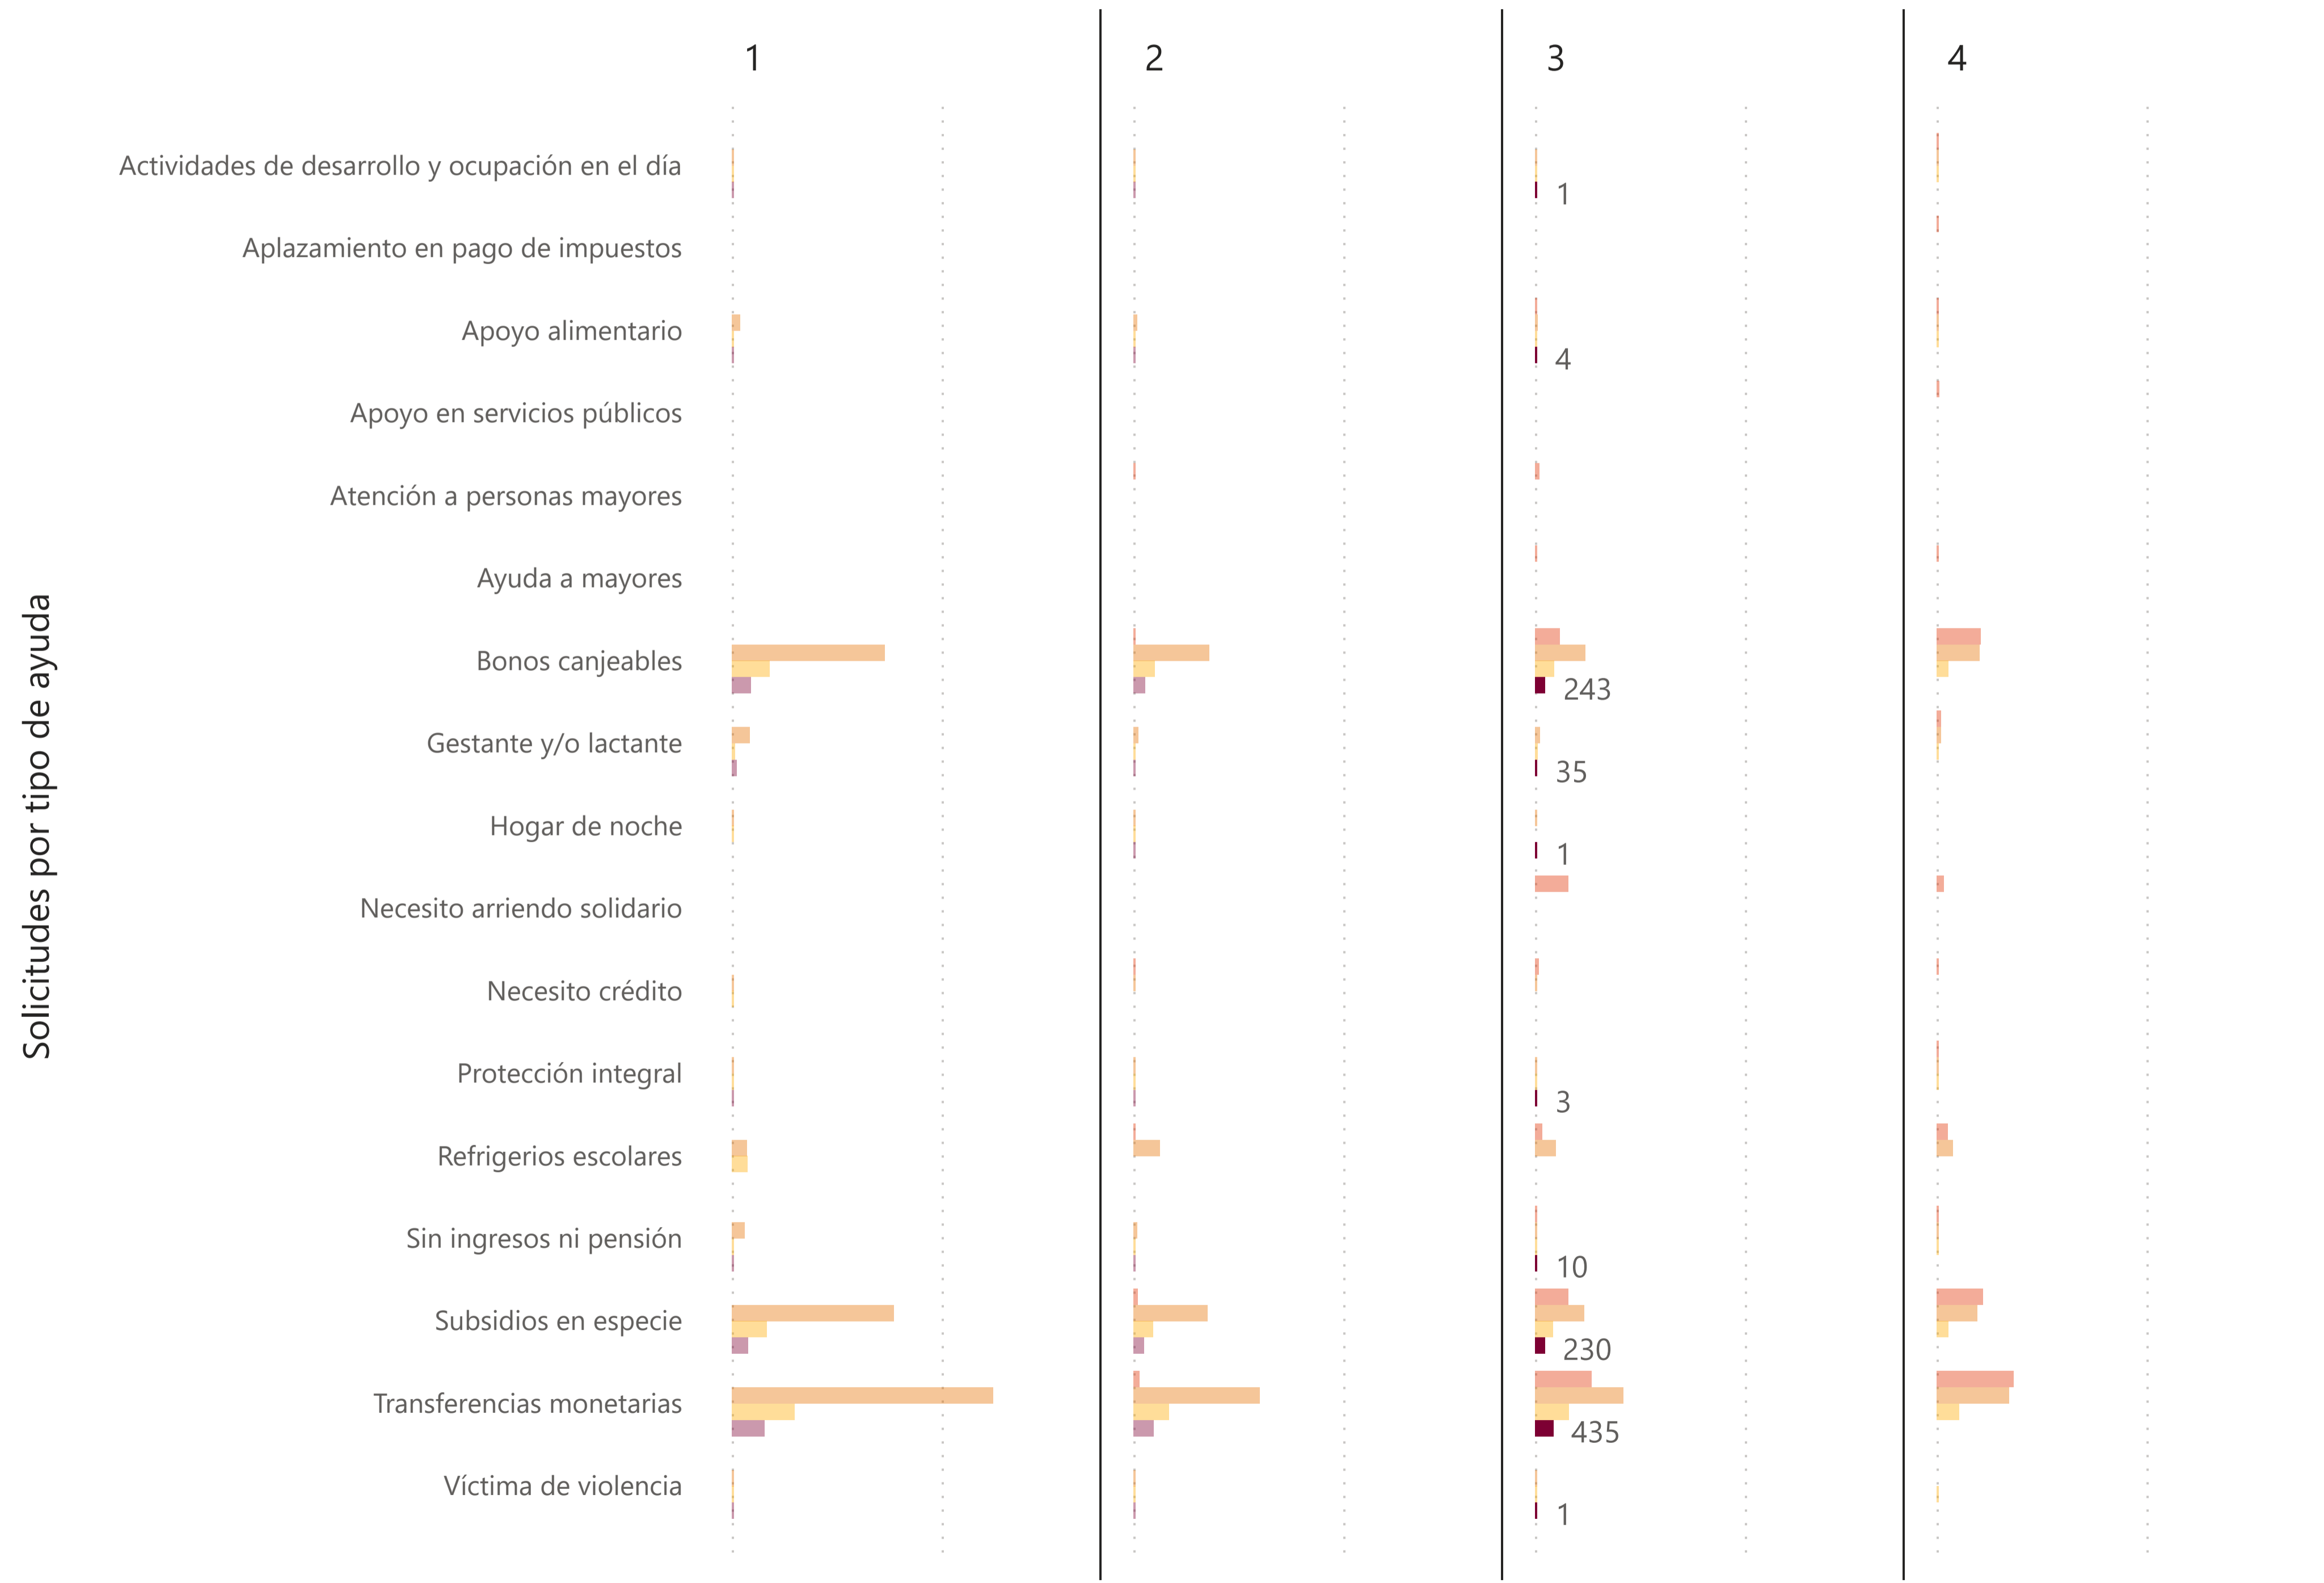 1 2 3 4
Solicitudes por tipo de ayuda
Actividades de desarrollo y ocupación en el día
1
Aplazamiento en pago de impuestos
Apoyo alimentario
4
Apoyo en servicios públicos
Atención a personas mayores
Ayuda a mayores
Bonos canjeables
243
Gestante y/o lactante
35
Hogar de noche
1
Necesito arriendo solidario
Necesito crédito
Protección integral
3
Refrigerios escolares
Sin ingresos ni pensión
10
Subsidios en especie
230
Transferencias monetarias
435
Víctima de violencia
1